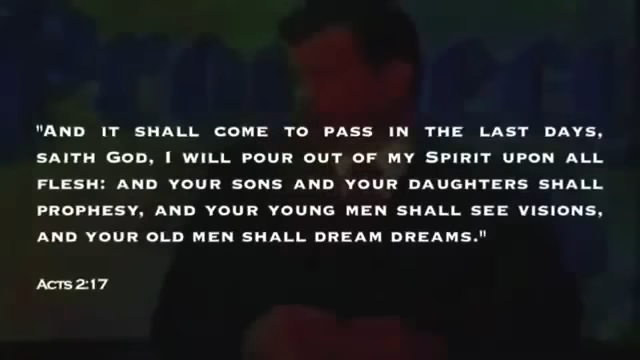 "And it shall come to pass in the last days,
saith God, I will pour out of my Spirit upon all
flesh: and your sons and your daughters shall
prophesy, and your young men shall see visions,
and your old men shall dream dreams."
Acts 2:17